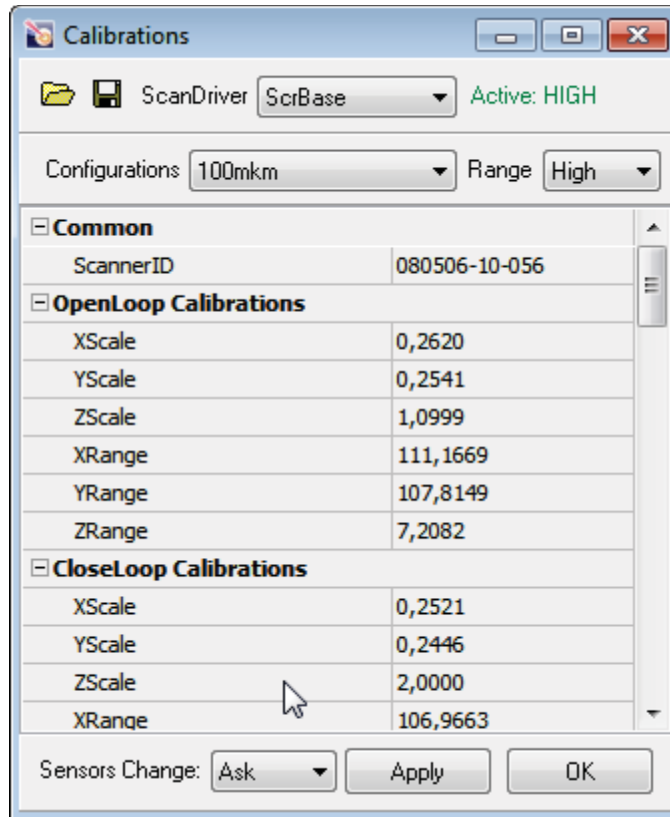 Calibrations
ScanDriver ScrBase Active: HIGH
Configurations 100mkm Range High
Common
ScannerID 080506-10-056
OpenLoop Calibrations
XScale 0,2620
YScale 0,2541
ZScale 1,0999
XRange 111,1669
YRange 107,8149
ZRange 7,2082
CloseLoop Calibrations
XScale 0,2521
YScale 0,2446
ZScale 2,0000
XRange 106,9663
Sensors Change: Ask Apply OK